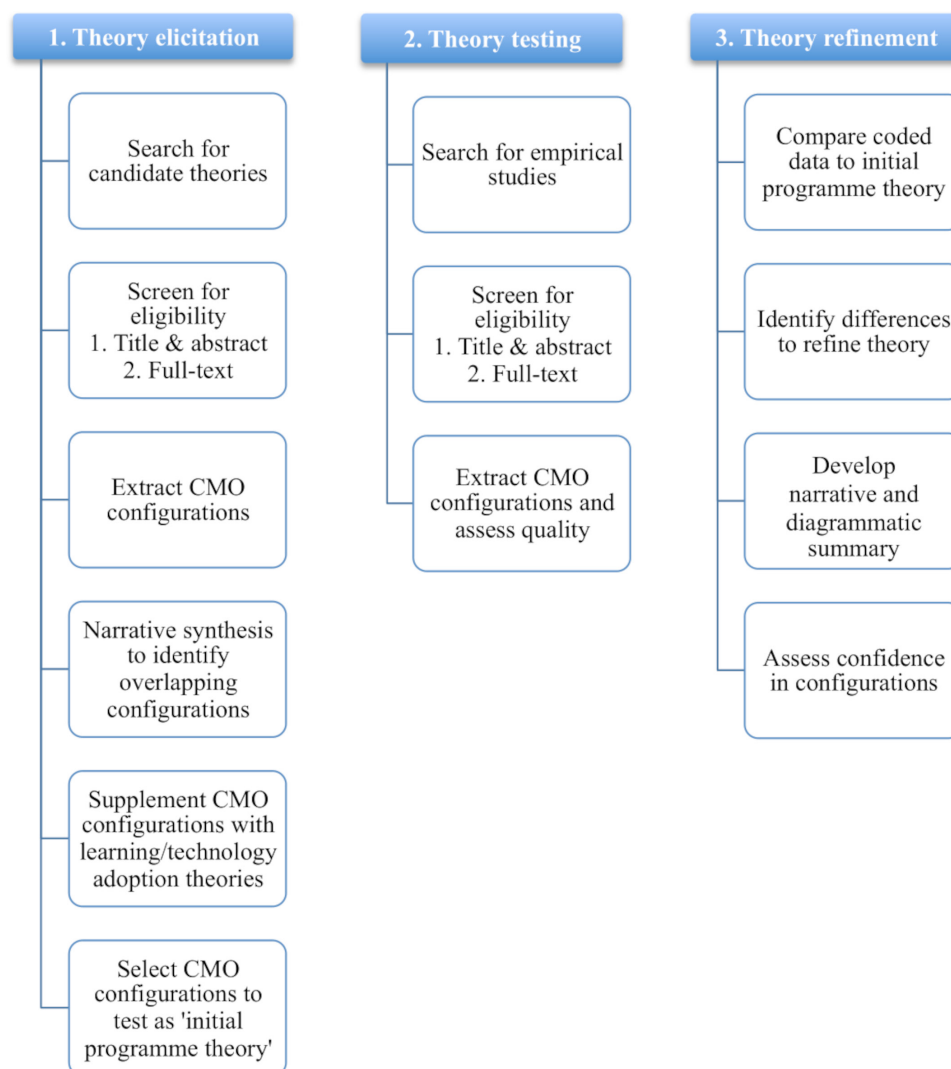 1. Theory elicitation
Search for
candidate theories
Screen for
eligibility
1. Title & abstract
2. Full-text
Extract CMO
configurations
Narrative synthesis
to identify
overlapping
configurations
Supplement CMO
configurations with
learning/technology
adoption theories
Select CMO
configurations to
test as 'initial
programme theory'
2. Theory testing
Search for empirical
studies
Screen for
eligibility
1. Title & abstract
2. Full-text
Extract CMO
configurations and
assess quality
3. Theory refinement
Compare coded
data to initial
programme theory
Identify differences
to refine theory
Develop
narrative and
diagrammatic
summary
Assess confidence
in configurations